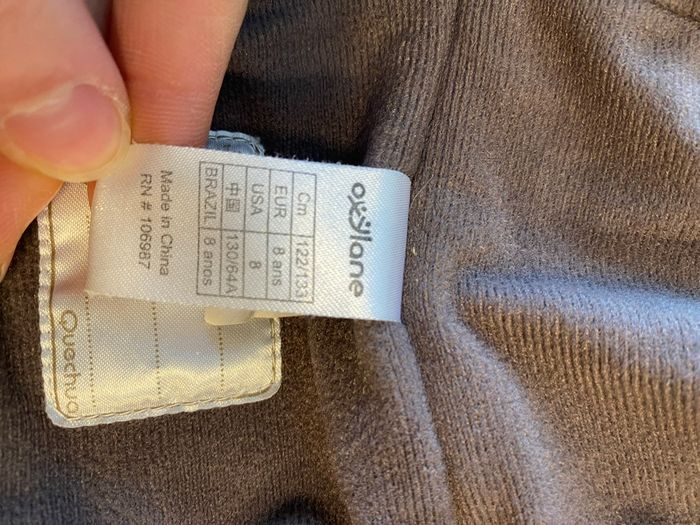 oxylane
Cm 122/133
EUR 8 ans
USA 8
中国 130/64A
BRAZIL 8 anos
Made in China
RN # 106987
Quechua